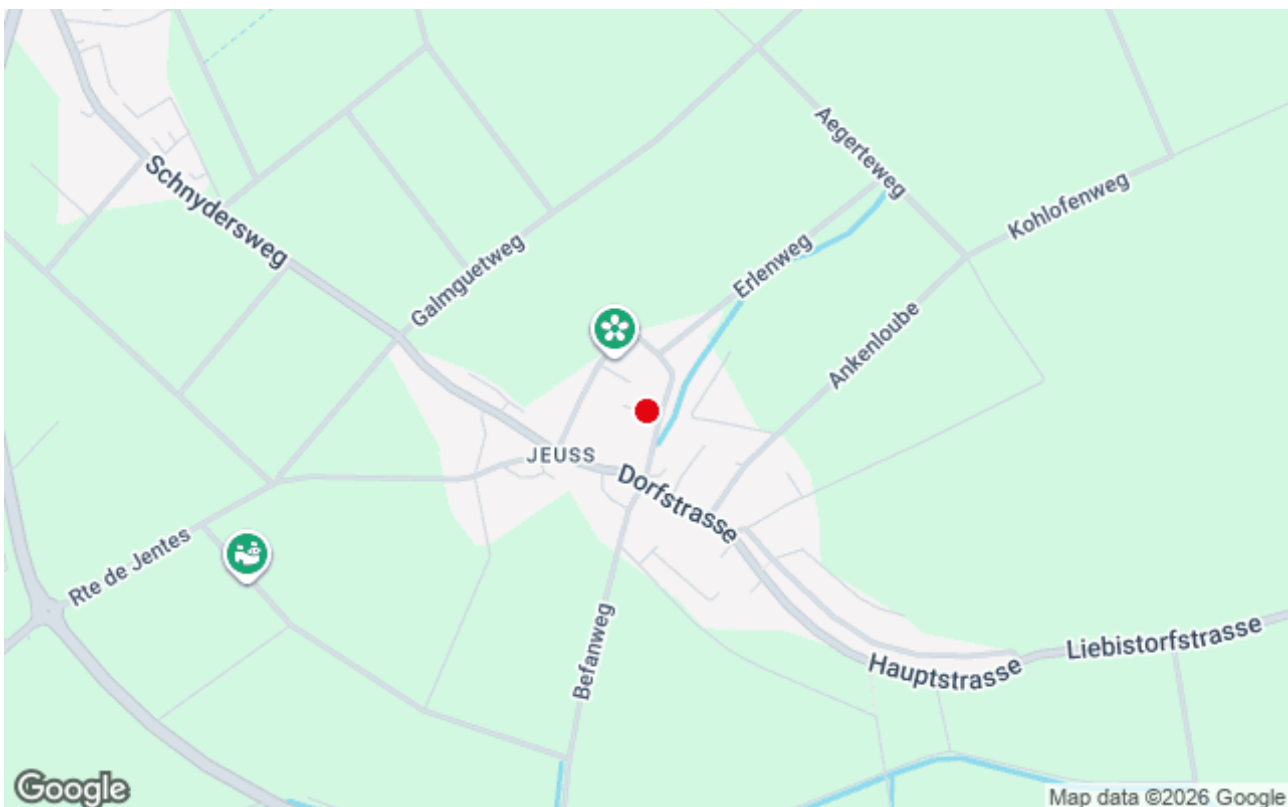 Aegerteweg
Schnydersweg
Kohlofenweg
Galmguetweg
Erlenweg
Ankenloube
JEUSS
Dorfstrasse
Rte de Jentes
Befanweg
Liebistorfstrasse
Hauptstrasse
Google
Map data ©2026 Google